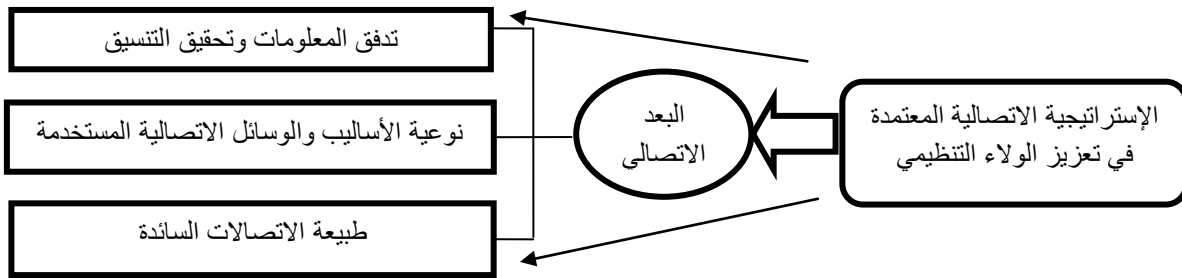 الإستراتيجية الاتصالية المعتمدة
في تعزيز الولاء التنظيمي
البعد
الاتصالي
تدفق المعلومات وتحقيق التنسيق
نوعية الأساليب والوسائل الاتصالية المستخدمة
طبيعة الاتصالات السائدة